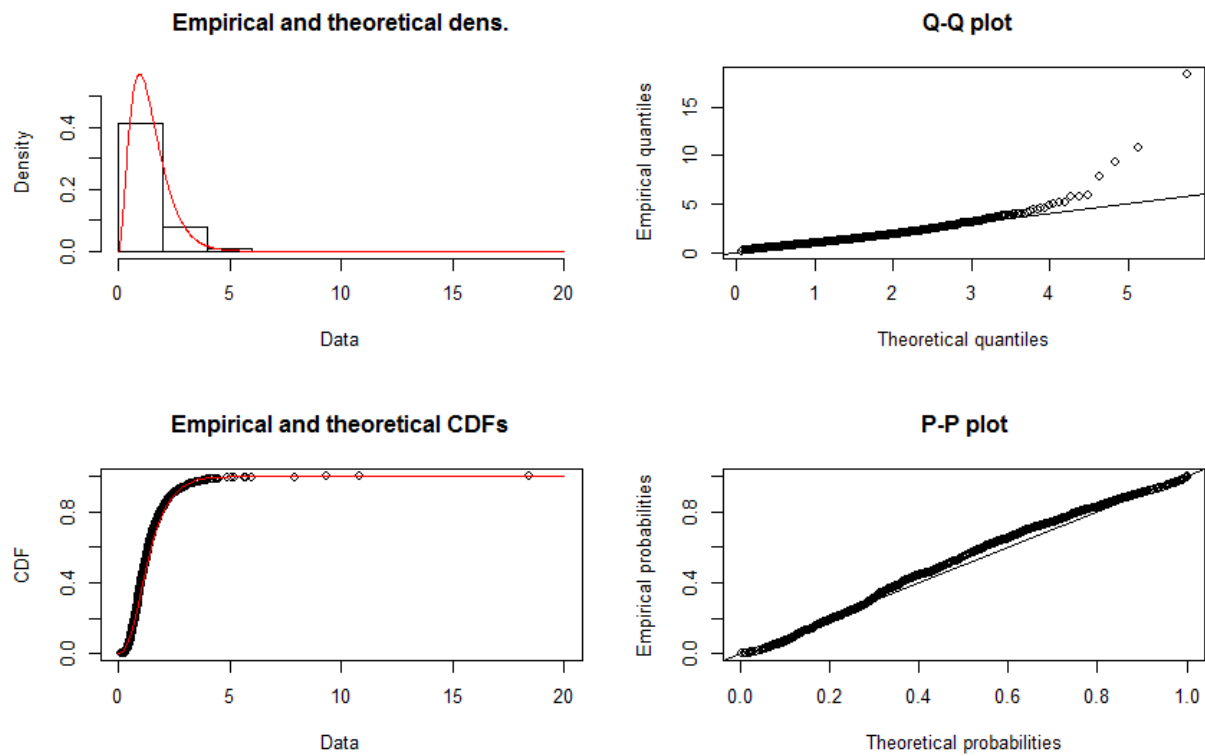 Empirical and theoretical dens.
Density
0.0 0.2 0.4
0 5 10 15 20
Data
Q-Q plot
Empirical quantiles
0 5 10 15
0 1 2 3 4 5
Theoretical quantiles
Empirical and theoretical CDFs
CDF
0.0 0.4 0.8
0 5 10 15 20
Data
P-P plot
Empirical probabilities
0.0 0.4 0.8
0.0 0.2 0.4 0.6 0.8 1.0
Theoretical probabilities